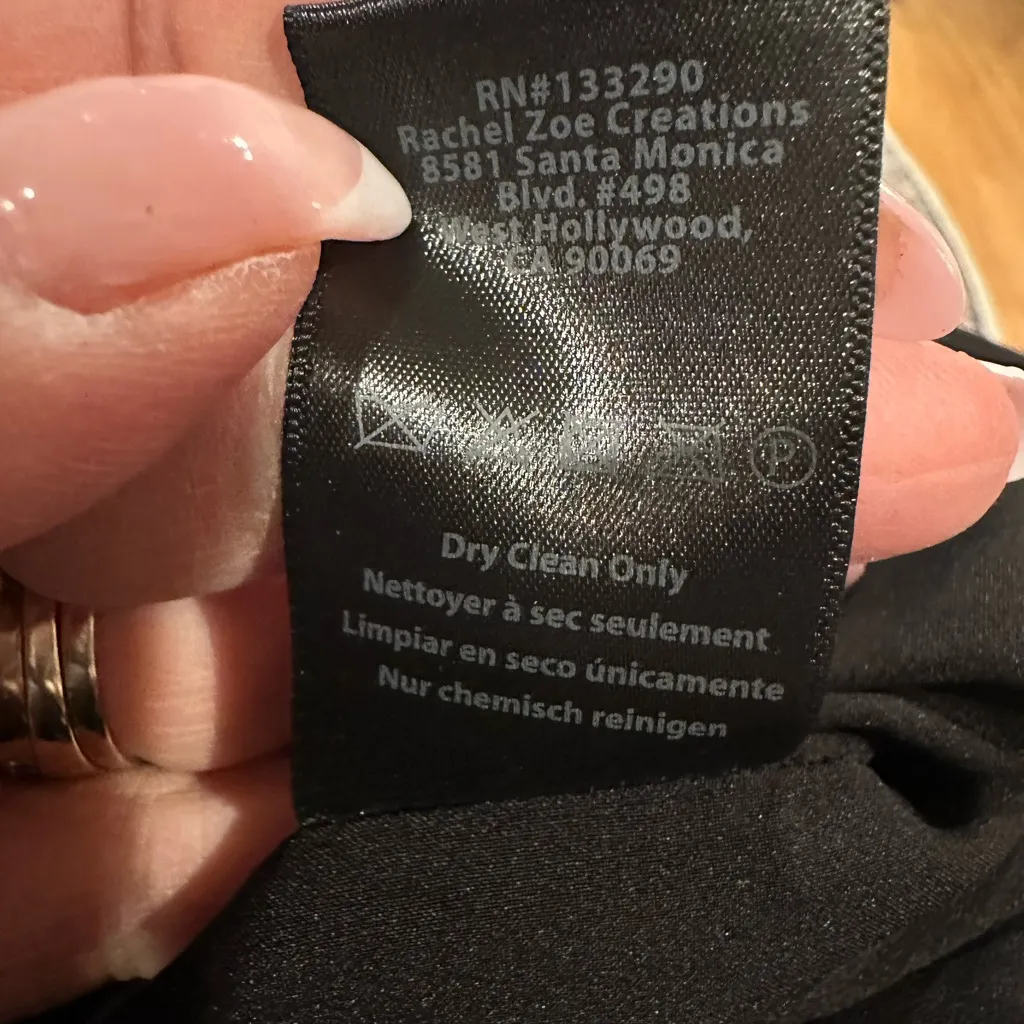 RN#133290
Rachel Zoe Creations
8581 Santa Monica
Blvd. #498
West Hollywood,
CA 90069
P
Dry Clean Only
Nettoyer à sec seulement
Limpiar en seco únicamente
Nur chemisch reinigen